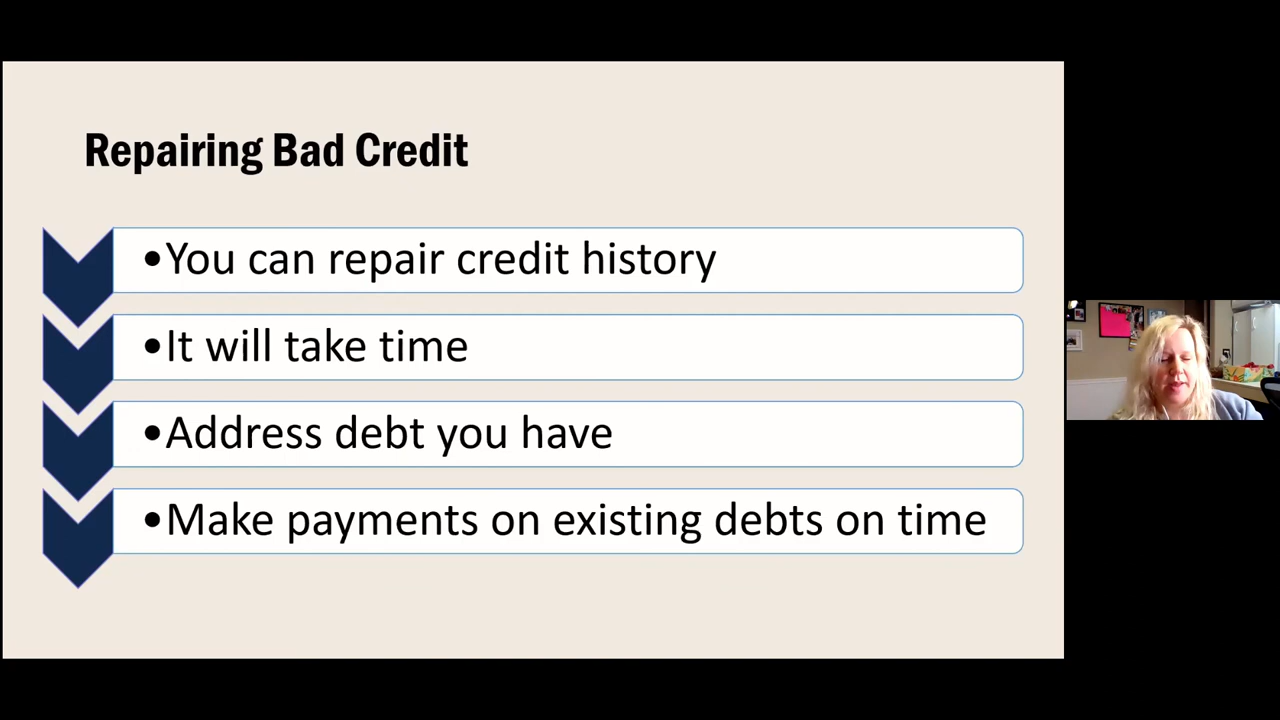 Repairing Bad Credit
•You can repair credit history
•It will take time
•Address debt you have
•Make payments on existing debts on time